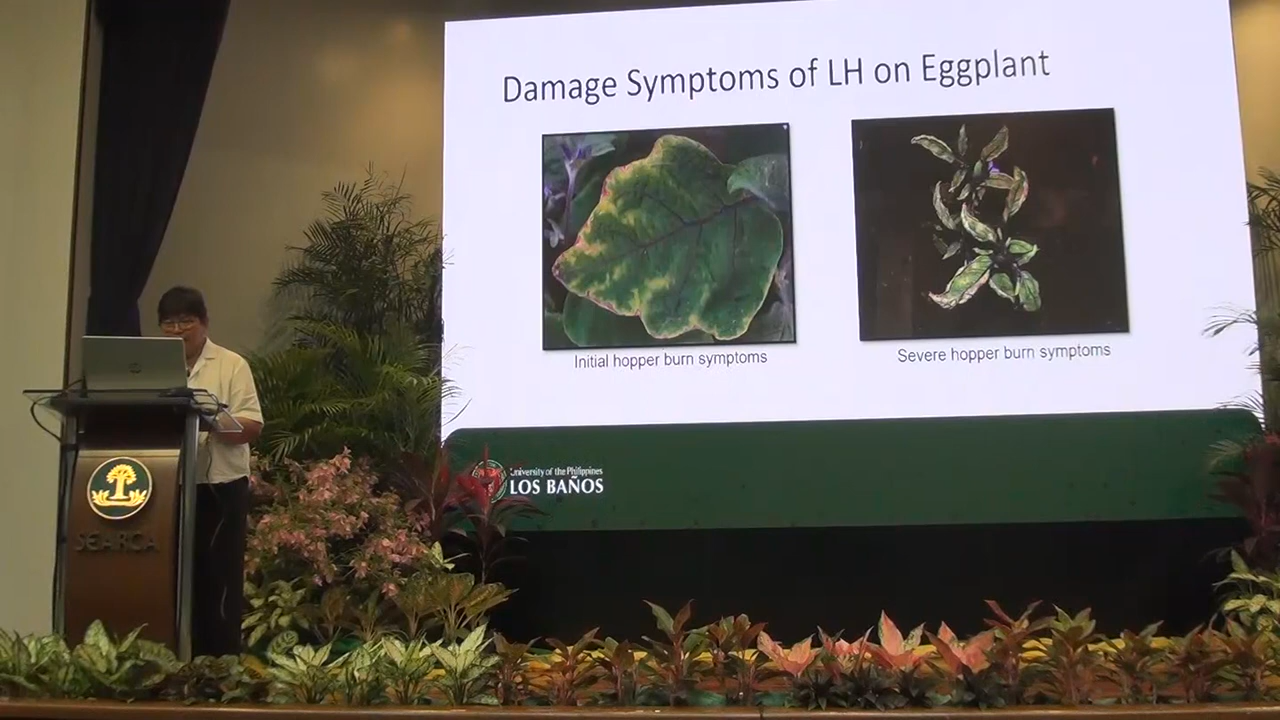 Damage Symptoms of LH on Eggplant
Initial hopper burn symptoms
Severe hopper burn symptoms
University of the Philippines
LOS BAÑOS
SEARCA